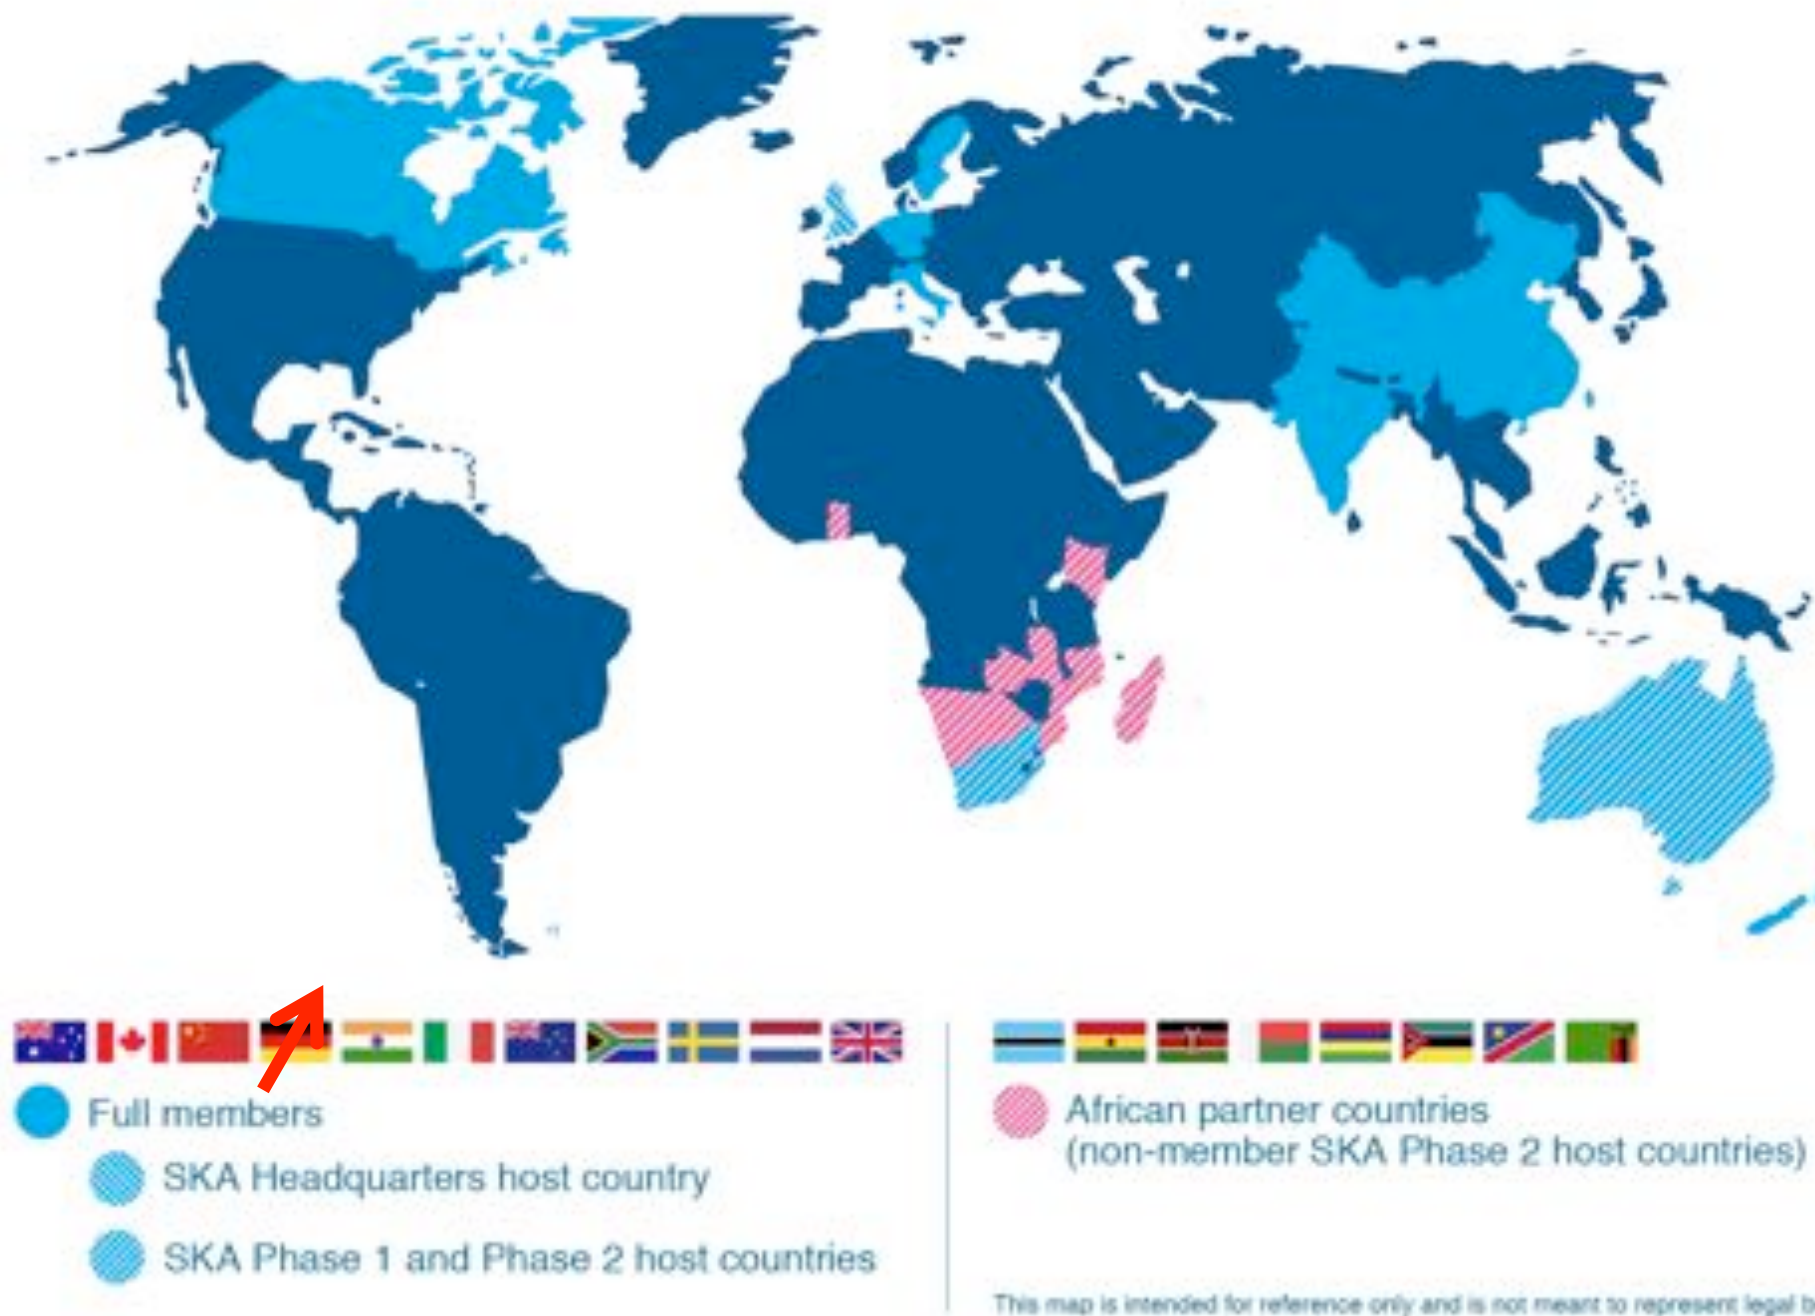 Full members
SKA Headquarters host country
SKA Phase 1 and Phase 2 host countries
African partner countries
(non-member SKA Phase 2 host countries)
This map is intended for reference only and is not meant to represent legal